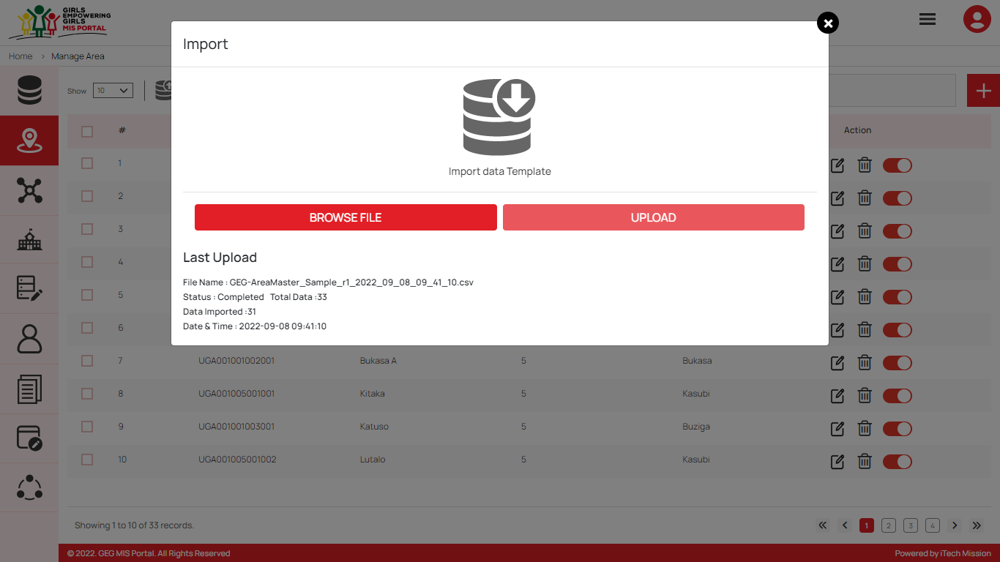 GIRLS
EMPOWERING
GIRLS
MIS PORTAL
Home > Manage Area
Import
Show 10
Import data Template
# Action
1
2
3
4
5
6
BROWSE FILE UPLOAD
Last Upload
File Name : GEG-AreaMaster_Sample_r1_2022_09_08_09_41_10.csv
Status : Completed Total Data :33
Data Imported :31
Date & Time : 2022-09-08 09:41:10
7 UGA001001002001 Bukasa A 5 Bukasa
8 UGA001005001001 Kitaka 5 Kasubi
9 UGA001001003001 Katuso 5 Buziga
10 UGA001005001002 Lutalo 5 Kasubi
Showing 1 to 10 of 33 records.
1 2 3 4
© 2022. GEG MIS Portal. All Rights Reserved Powered by iTech Mission